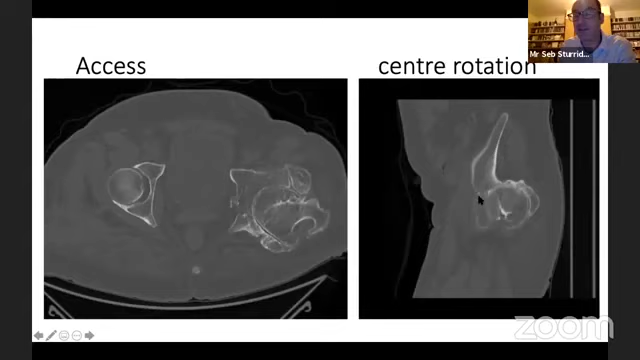 Mr Seb Sturrid...
Access
centre rotation
zoom